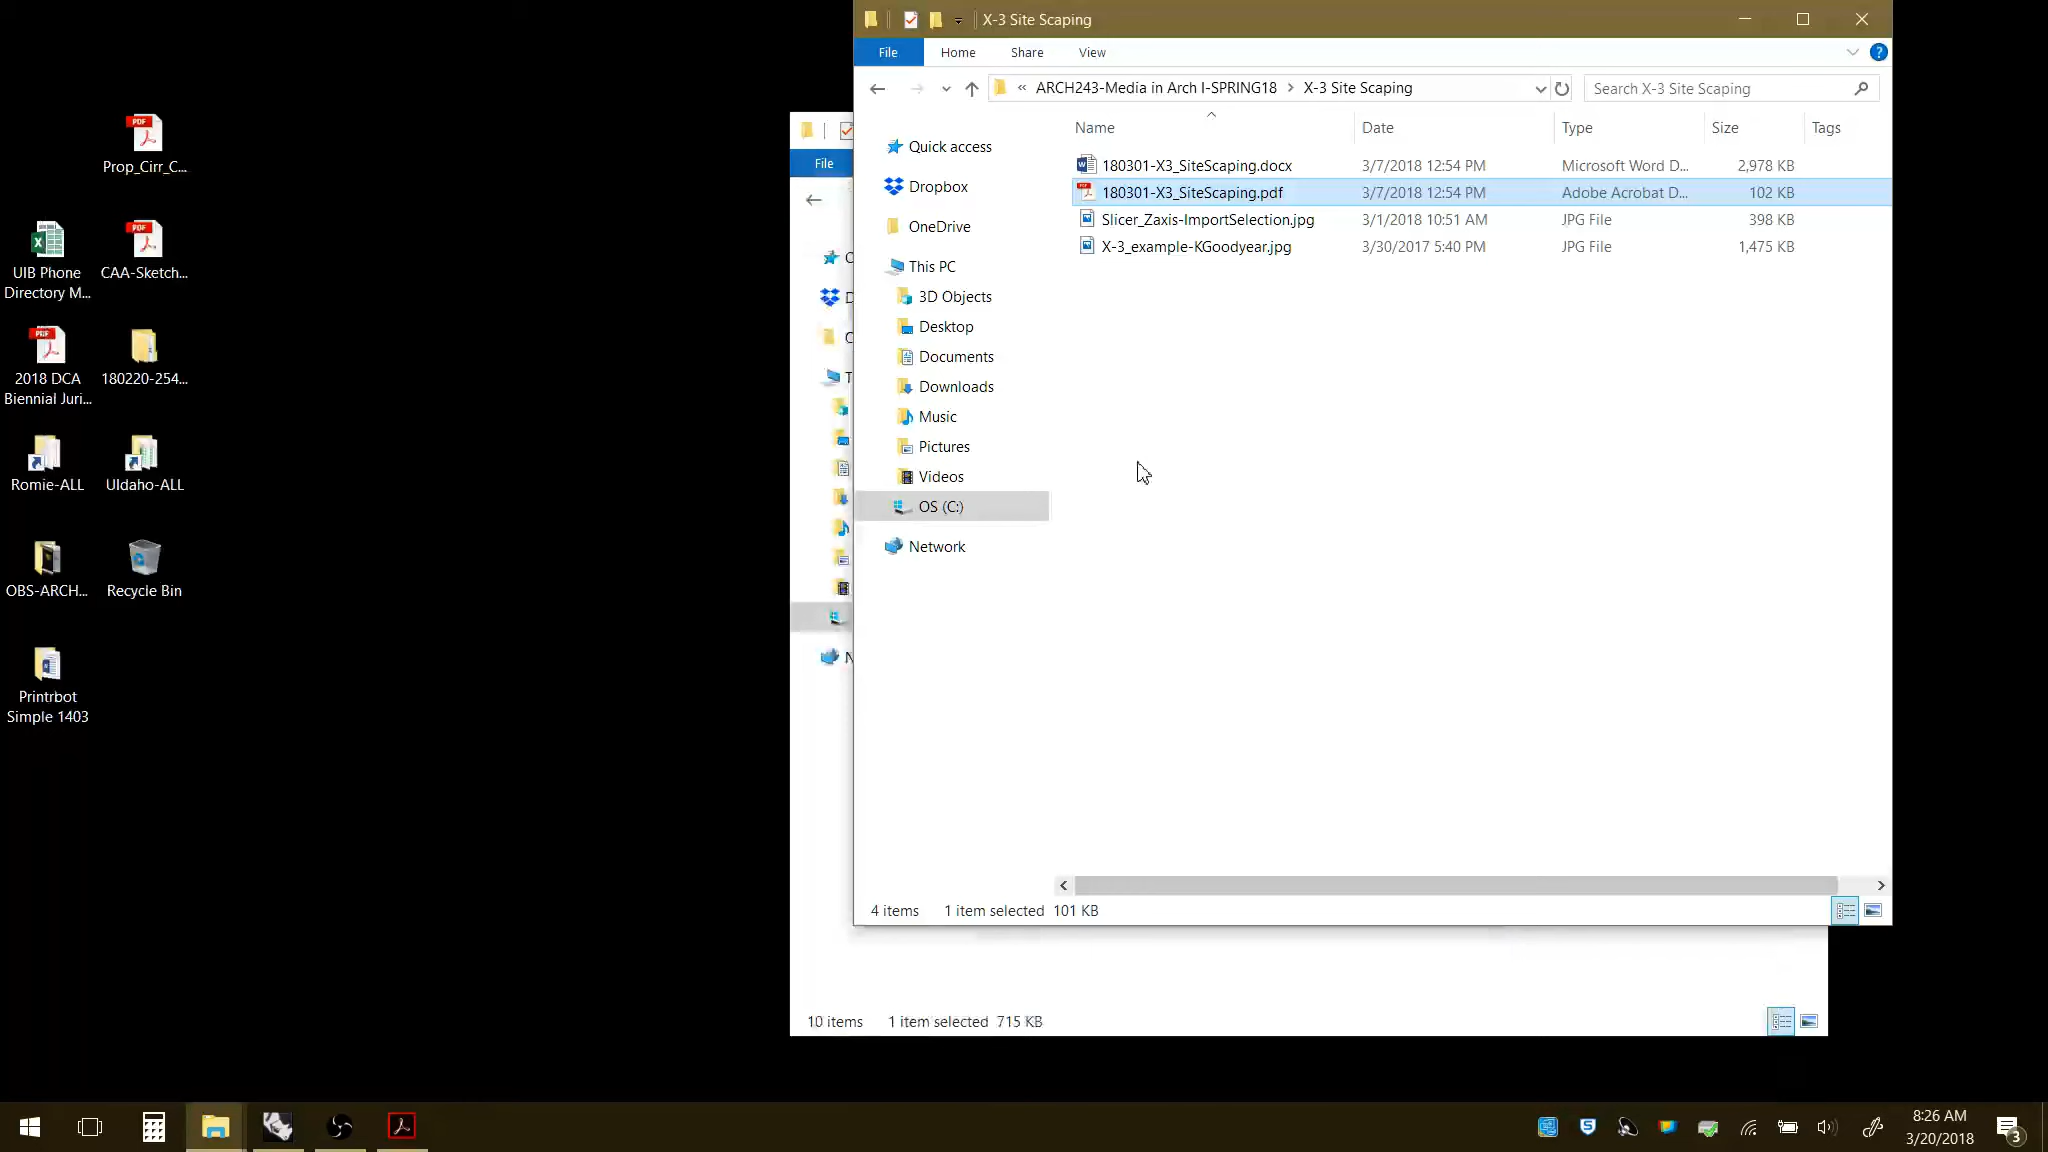 X-3 Site Scaping
File
Home
Share
View
?
« ARCH243-Media in Arch I-SPRING18 > X-3 Site Scaping
Search X-3 Site Scaping
Name
Date
Type
Size
Tags
180301-X3_SiteScaping.docx
3/7/2018 12:54 PM
Microsoft Word D...
2,978 KB
180301-X3_SiteScaping.pdf
3/7/2018 12:54 PM
Adobe Acrobat D...
102 KB
Slicer_Zaxis-ImportSelection.jpg
3/1/2018 10:51 AM
JPG File
398 KB
X-3_example-KGoodyear.jpg
3/30/2017 5:40 PM
JPG File
1,475 KB
Quick access
Dropbox
OneDrive
This PC
3D Objects
Desktop
Documents
Downloads
Music
Pictures
Videos
OS (C:)
Network
4 items
1 item selected 101 KB
File
10 items
1 item selected 715 KB
PDF
Prop_Cirr_C...
UIB Phone
Directory M...
PDF
CAA-Sketch...
PDF
2018 DCA
Biennial Juri...
180220-254...
Romie-ALL
UIdaho-ALL
OBS-ARCH...
Recycle Bin
Printrbot
Simple 1403
8:26 AM
3/20/2018
3